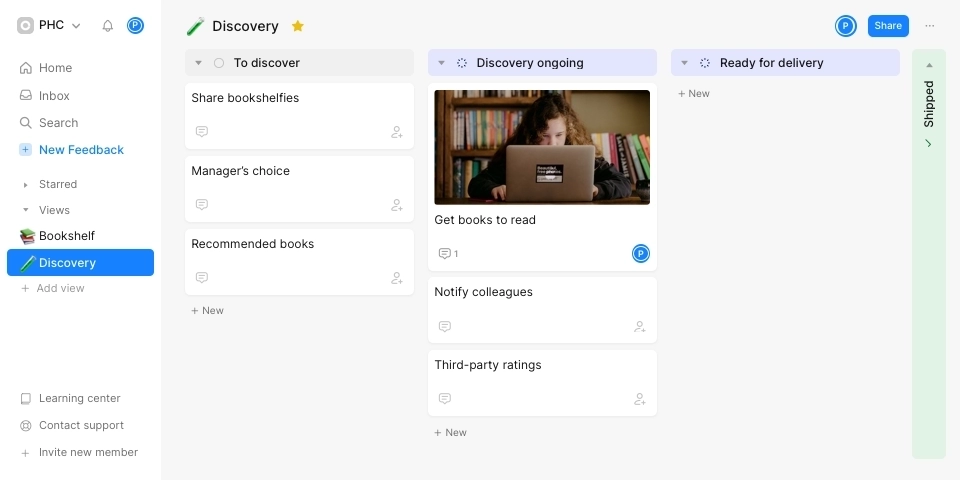 PHC
P
Home
Inbox
Search
New Feedback
Starred
Views
Bookshelf
Discovery
Add view
Learning center
Contact support
Invite new member
Discovery
P
Share
To discover
Share bookshelfies
Manager’s choice
Recommended books
+ New
Discovery ongoing
Get books to read
1
P
Notify colleagues
Third-party ratings
+ New
Ready for delivery
+ New
Shipped